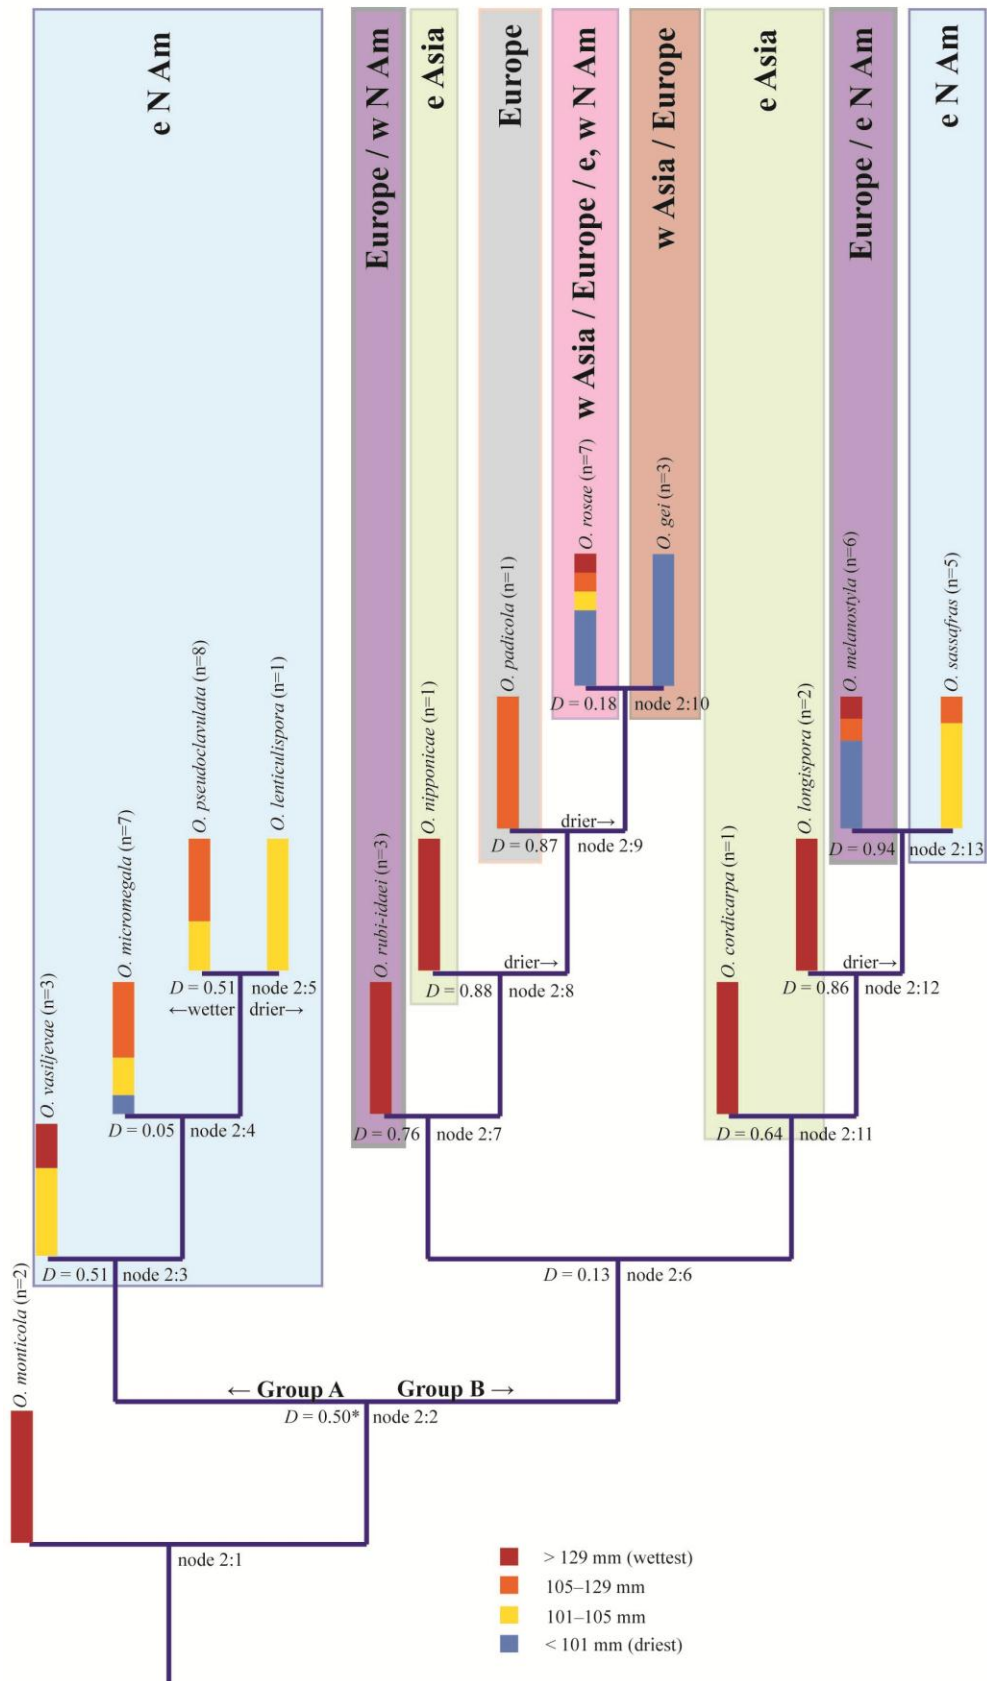 e N Am
Europe / w N Am
e Asia
Europe
w Asia / Europe / e, w N Am
w Asia / Europe
e Asia
Europe / e N Am
e N Am
O. monticola (n=2)
O. vasiljevae (n=3)
O. micromegala (n=7)
O. pseudoclavulata (n=8)
O. lenticulispora (n=1)
O. rubi-idaei (n=3)
O. nipponicae (n=1)
O. padicola (n=1)
O. rosae (n=7)
O. gei (n=3)
O. cordicarpa (n=1)
O. longispora (n=2)
O. melanostyla (n=6)
O. sassafras (n=5)
D = 0.18 node 2:10
drier→
D = 0.87 node 2:9
D = 0.94 node 2:13
drier→
D = 0.88 node 2:8
drier→
D = 0.86 node 2:12
D = 0.51 node 2:5
←wetter drier→
D = 0.05 node 2:4
D = 0.76 node 2:7
D = 0.64 node 2:11
D = 0.51 node 2:3
D = 0.13 node 2:6
← Group A Group B →
D = 0.50* node 2:2
node 2:1
> 129 mm (wettest)
105–129 mm
101–105 mm
< 101 mm (driest)